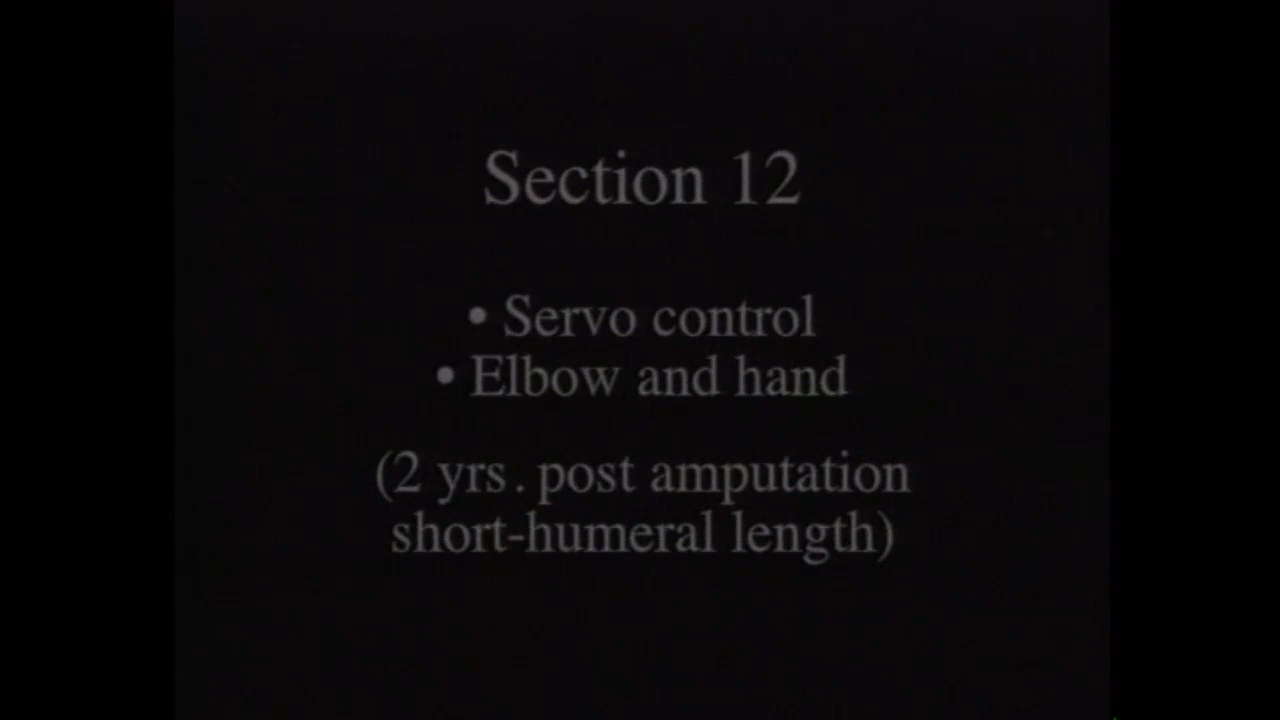 Section 12
• Servo control
• Elbow and hand
(2 yrs. post amputation
short-humeral length)